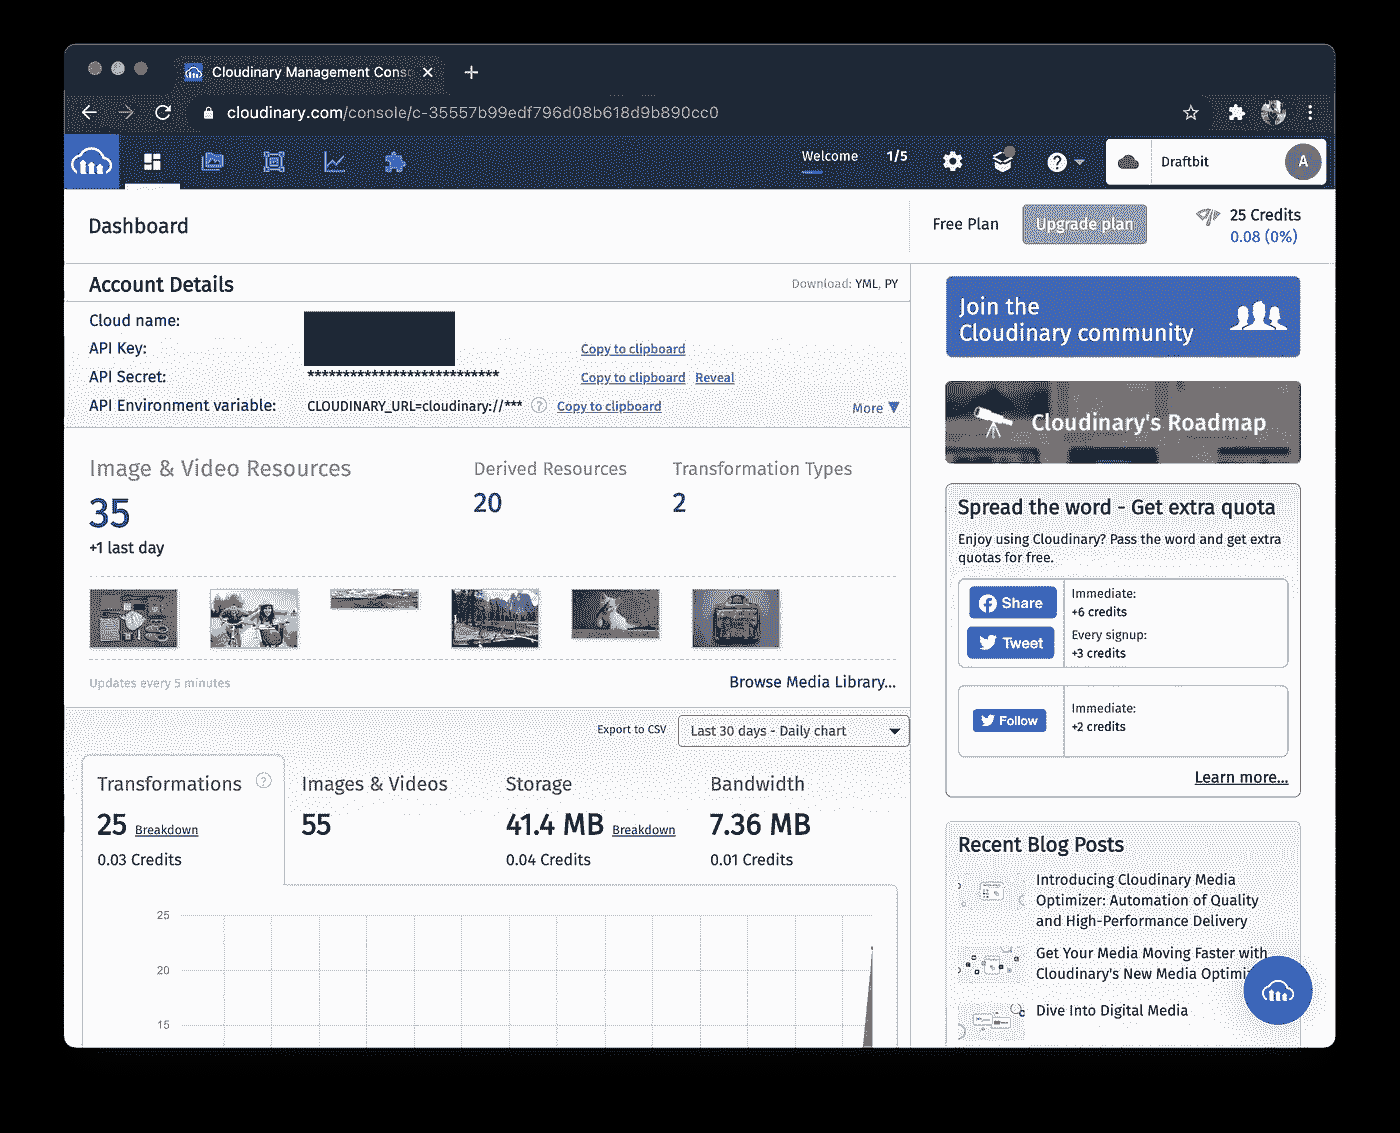 Cloudinary Management Conso
cloudinary.com/console/c-35557b99edf796d08b618d9b890cc0
Welcome 1/5
Draftbit
A
Dashboard
Free Plan
Upgrade plan
25 Credits
0.08 (0%)
Account Details
Download: YML, PY
Cloud name:
API Key:
Copy to clipboard
API Secret:
***************************
Copy to clipboard Reveal
API Environment variable:
CLOUDINARY_URL=cloudinary://***
?
Copy to clipboard
More
Image & Video Resources
35
+1 last day
Derived Resources
20
Transformation Types
2
Updates every 5 minutes
Browse Media Library...
Export to CSV
Last 30 days - Daily chart
Transformations ?
25 Breakdown
0.03 Credits
Images & Videos
55
Storage
41.4 MB Breakdown
0.04 Credits
Bandwidth
7.36 MB
0.01 Credits
25
20
15
Join the
Cloudinary community
Cloudinary's Roadmap
Spread the word - Get extra quota
Enjoy using Cloudinary? Pass the word and get extra
quotas for free.
Share
Tweet
Immediate:
+6 credits
Every signup:
+3 credits
Follow
Immediate:
+2 credits
Learn more...
Recent Blog Posts
Introducing Cloudinary Media
Optimizer: Automation of Quality
and High-Performance Delivery
Get Your Media Moving Faster with
Cloudinary's New Media Optimi
Dive Into Digital Media